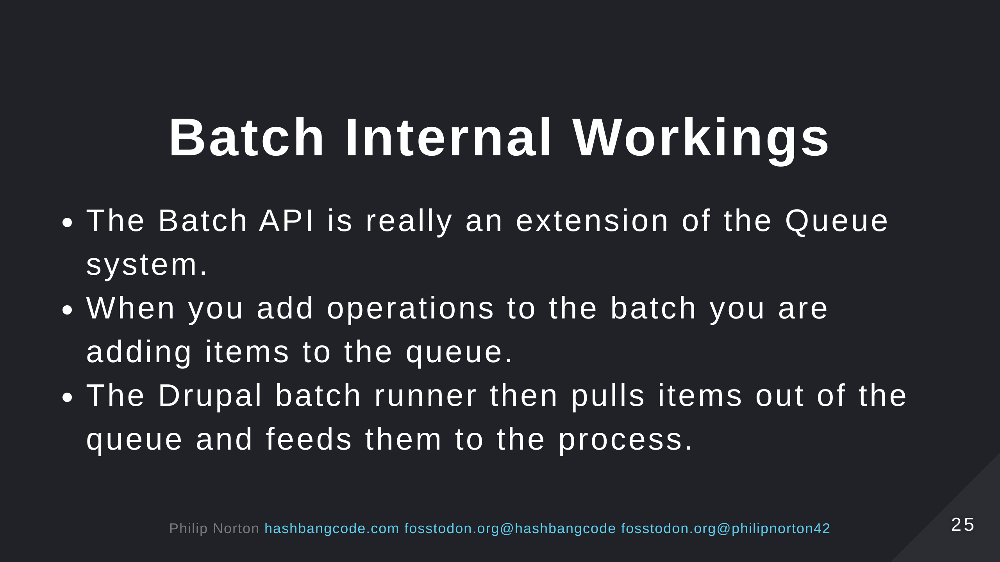 Batch Internal Workings
• The Batch API is really an extension of the Queue
system.
• When you add operations to the batch you are
adding items to the queue.
• The Drupal batch runner then pulls items out of the
queue and feeds them to the process.
Philip Norton hashbangcode.com fosstodon.org@hashbangcode fosstodon.org@philipnorton42
25